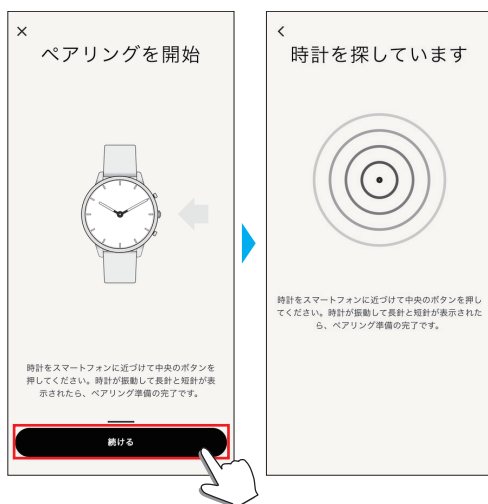 ペアリングを開始
時計をスマートフォンに近づけて中央のボタンを
押してください。時計が振動して長針と短針が表
示されたら、ペアリング準備の完了です。
続ける
時計を探しています
時計をスマートフォンに近づけて中央のボタンを押し
てください。時計が振動して長針と短針が表示された
ら、ペアリング準備の完了です。